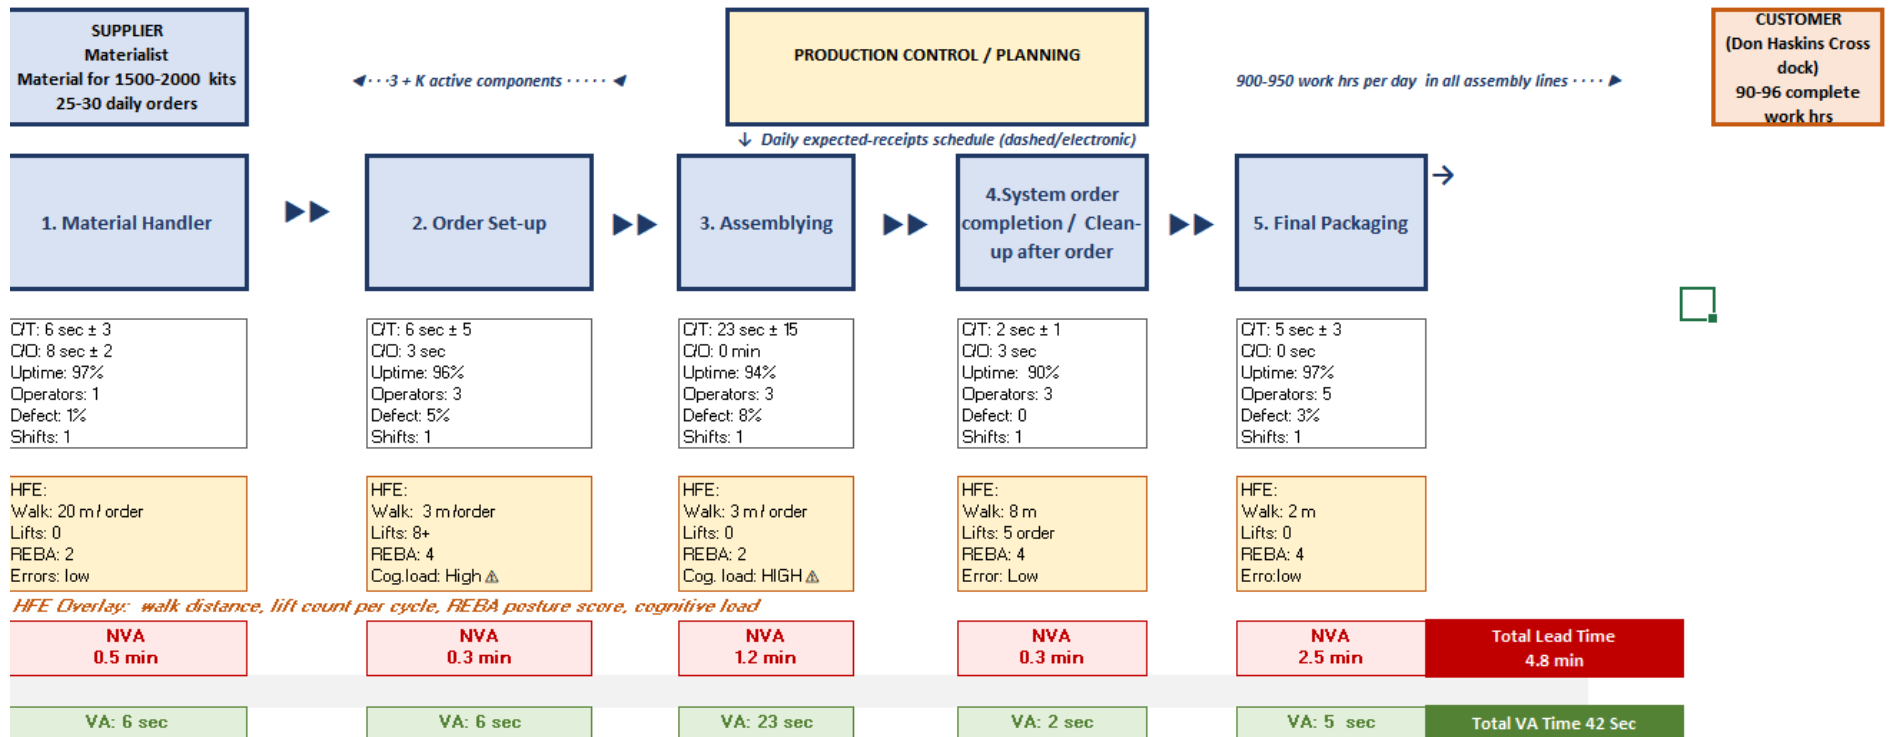 SUPPLIER
Materialist
Material for 1500-2000 kits
25-30 daily orders
◀···3 + K active components ····· ◀
PRODUCTION CONTROL / PLANNING
900-950 work hrs per day in all assembly lines ···· ▶
CUSTOMER
(Don Haskins Cross
dock)
90-96 complete
work hrs
↓ Daily expected-receipts schedule (dashed/electronic)
1. Material Handler
▶▶
2. Order Set-up
▶▶
3. Assemblying
▶▶
4.System order
completion / Clean-
up after order
▶▶
5. Final Packaging
→
C/T: 6 sec ± 3
C/O: 8 sec ± 2
Uptime: 97%
Operators: 1
Defect: 1%
Shifts: 1
C/T: 6 sec ± 5
C/O: 3 sec
Uptime: 96%
Operators: 3
Defect: 5%
Shifts: 1
C/T: 23 sec ± 15
C/O: 0 min
Uptime: 94%
Operators: 3
Defect: 8%
Shifts: 1
C/T: 2 sec ± 1
C/O: 3 sec
Uptime: 90%
Operators: 3
Defect: 0
Shifts: 1
C/T: 5 sec ± 3
C/O: 0 sec
Uptime: 97%
Operators: 5
Defect: 3%
Shifts: 1
HFE:
Walk: 20 m / order
Lifts: 0
REBA: 2
Errors: low
HFE:
Walk: 3 m /order
Lifts: 8+
REBA: 4
Cog.load: High ⚠
HFE:
Walk: 3 m / order
Lifts: 0
REBA: 2
Cog. load: HIGH ⚠
HFE:
Walk: 8 m
Lifts: 5 order
REBA: 4
Error: Low
HFE:
Walk: 2 m
Lifts: 0
REBA: 4
Erro:low
HFE Overlay: walk distance, lift count per cycle, REBA posture score, cognitive load
NVA
0.5 min
NVA
0.3 min
NVA
1.2 min
NVA
0.3 min
NVA
2.5 min
Total Lead Time
4.8 min
VA: 6 sec
VA: 6 sec
VA: 23 sec
VA: 2 sec
VA: 5 sec
Total VA Time 42 Sec